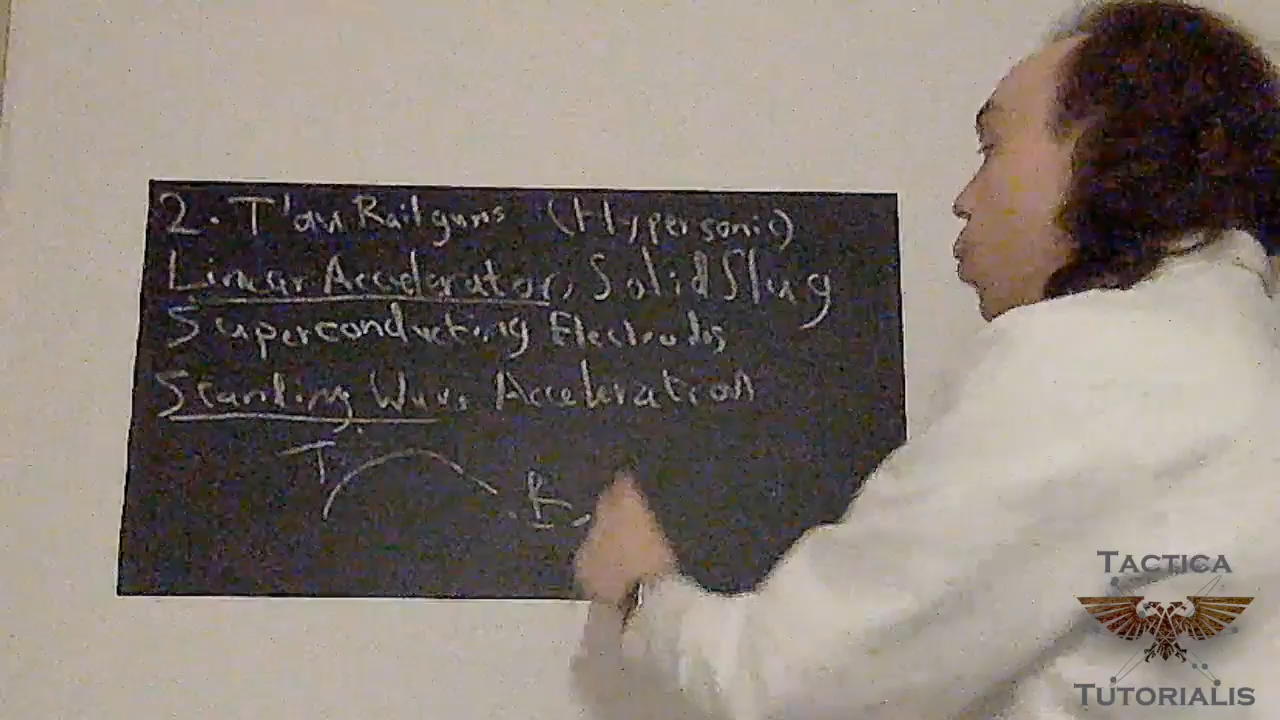 2. T'au Railguns (Hypersonic)
Linear Accelerator, Solid Slug
Superconducting Electrodes
Standing Wave Acceleration
T
TACTICA
TUTORIALIS